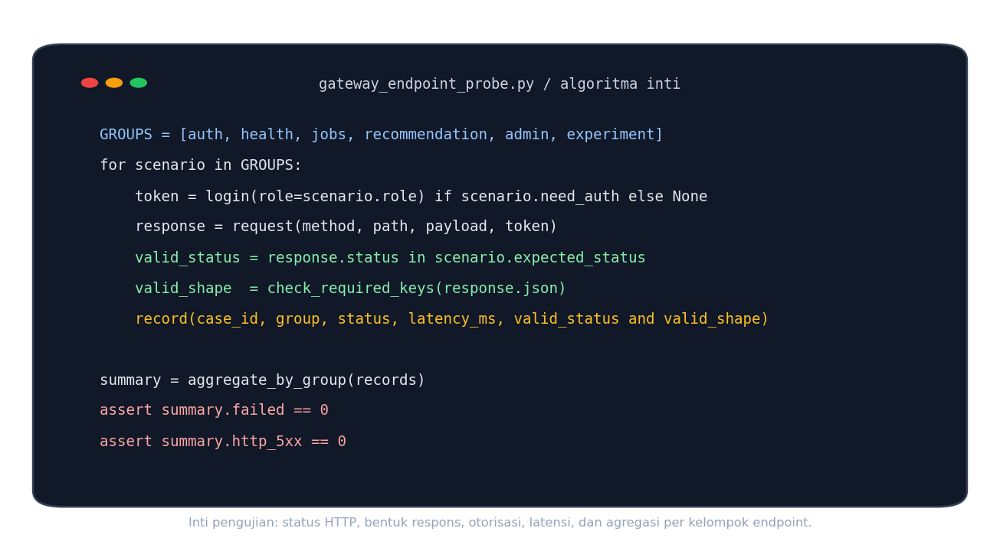 gateway_endpoint_probe.py / algoritma inti
GROUPS = [auth, health, jobs, recommendation, admin, experiment]
for scenario in GROUPS:
    token = login(role=scenario.role) if scenario.need_auth else None
    response = request(method, path, payload, token)
    valid_status = response.status in scenario.expected_status
    valid_shape  = check_required_keys(response.json)
    record(case_id, group, status, latency_ms, valid_status and valid_shape)
summary = aggregate_by_group(records)
assert summary.failed == 0
assert summary.http_5xx == 0
Inti pengujian: status HTTP, bentuk respons, otorisasi, latensi, dan agregasi per kelompok endpoint.